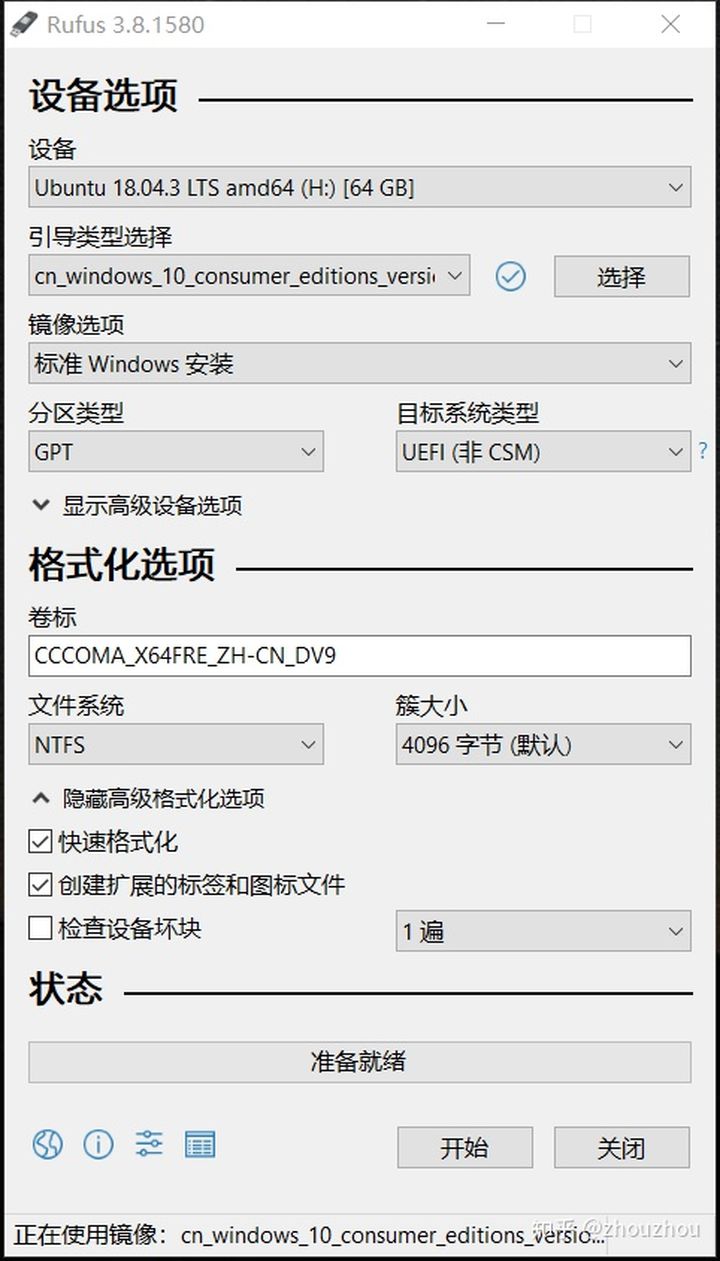 Rufus 3.8.1580
设备选项
设备
Ubuntu 18.04.3 LTS amd64 (H:) [64 GB]
引导类型选择
cn_windows_10_consumer_editions_versi
选择
镜像选项
标准 Windows 安装
分区类型
目标系统类型
GPT
UEFI (非 CSM)
?
显示高级设备选项
格式化选项
卷标
CCCOMA_X64FRE_ZH-CN_DV9
文件系统
簇大小
NTFS
4096 字节 (默认)
隐藏高级格式化选项
快速格式化
创建扩展的标签和图标文件
检查设备坏块
1 遍
状态
准备就绪
开始
关闭
正在使用镜像：cn_windows_10_consumer_editions_versio...
知乎 @zhouzhou